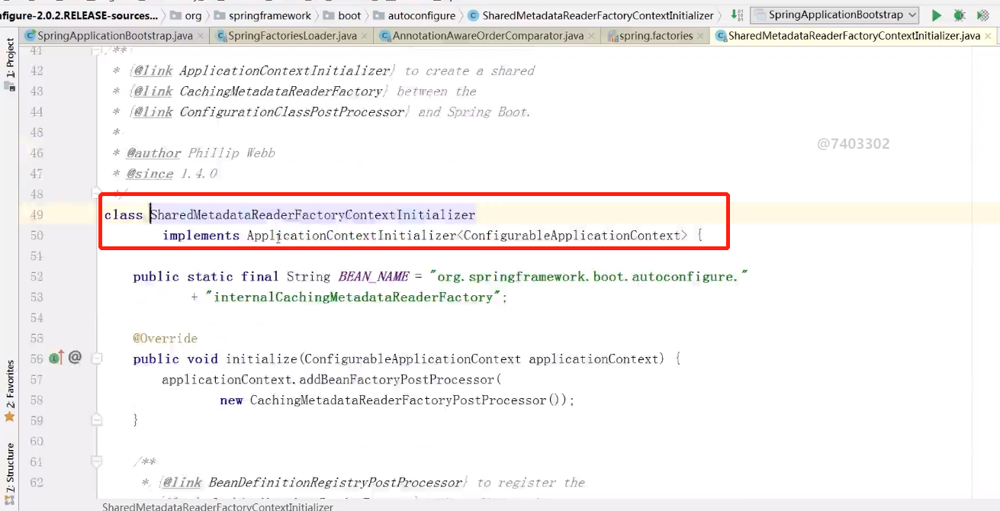 nfigure-2.0.2.RELEASE-sources... org springframework boot autoconfigure SharedMetadataReaderFactoryContextInitializer SpringApplicationBootstrap
SpringApplicationBootstrap.java SpringFactoriesLoader.java AnnotationAwareOrderComparator.java spring.factories SharedMetadataReaderFactoryContextInitializer.java
1: Project
41 /**
42 * {@link ApplicationContextInitializer} to create a shared
43 * {@link CachingMetadataReaderFactory} between the
44 * {@link ConfigurationClassPostProcessor} and Spring Boot.
45 *
46 * @author Phillip Webb
@7403302
47 * @since 1.4.0
48 */
49 class SharedMetadataReaderFactoryContextInitializer
50 implements ApplicationContextInitializer<ConfigurableApplicationContext> {
51
52 public static final String BEAN_NAME = "org.springframework.boot.autoconfigure."
53 + "internalCachingMetadataReaderFactory";
54
55 @Override
56 public void initialize(ConfigurableApplicationContext applicationContext) {
57 applicationContext.addBeanFactoryPostProcessor(
58 new CachingMetadataReaderFactoryPostProcessor());
59 }
60
61 /**
62 * {@link BeanDefinitionRegistryPostProcessor} to register the
2: Favorites
7: Structure
SharedMetadataReaderFactoryContextInitializer